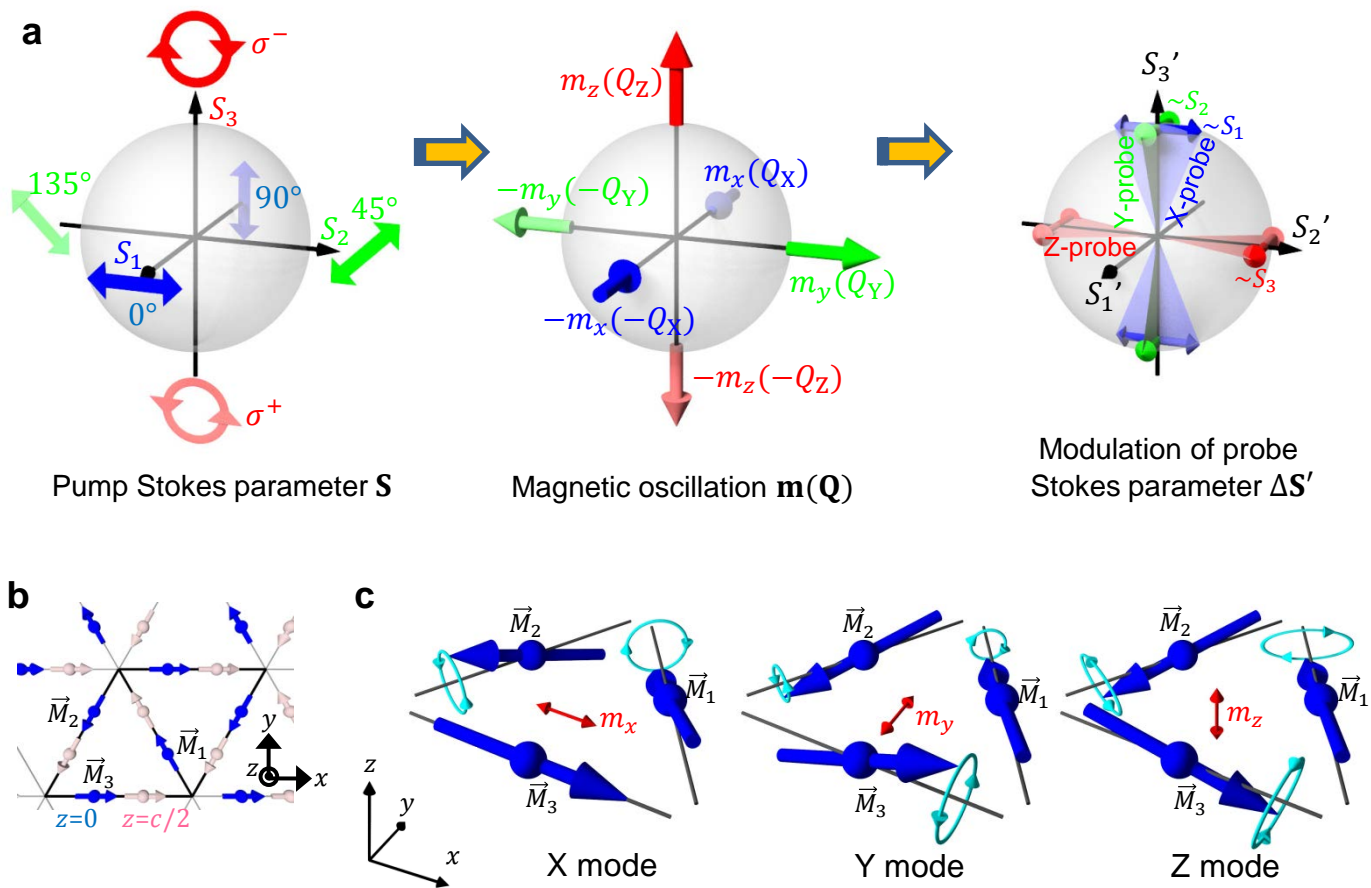 a
σ⁻
S₃
135°
90°
45°
S₂
S₁
0°
σ⁺
Pump Stokes parameter S
m_z(Q_Z)
m_x(Q_X)
−m_y(−Q_Y)
m_y(Q_Y)
−m_x(−Q_X)
−m_z(−Q_Z)
Magnetic oscillation m(Q)
S₃’
~S₂
~S₁
Y-probe
X-probe
Z-probe
S₂’
~S₃
S₁’
Modulation of probe
Stokes parameter ΔS′
b
M⃗₂
M⃗₁
M⃗₃
y
z
x
z=0
z=c/2
c
M⃗₂
M⃗₁
m_x
M⃗₃
X mode
M⃗₂
M⃗₁
m_y
M⃗₃
Y mode
M⃗₂
M⃗₁
m_z
M⃗₃
Z mode
z
y
x